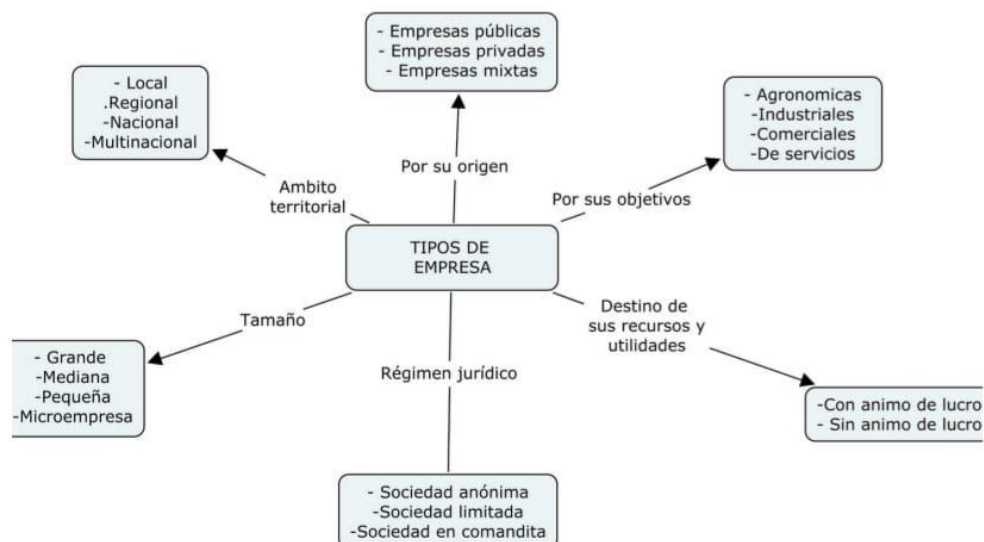 - Empresas públicas
- Empresas privadas
- Empresas mixtas
- Local
.Regional
-Nacional
-Multinacional
- Agronomicas
-Industriales
-Comerciales
-De servicios
Por su origen
Ambito
territorial
Por sus objetivos
TIPOS DE
EMPRESA
Tamaño
Destino de
sus recursos y
utilidades
Régimen jurídico
- Grande
-Mediana
-Pequeña
-Microempresa
-Con animo de lucro
- Sin animo de lucro
- Sociedad anónima
-Sociedad limitada
-Sociedad en comandita